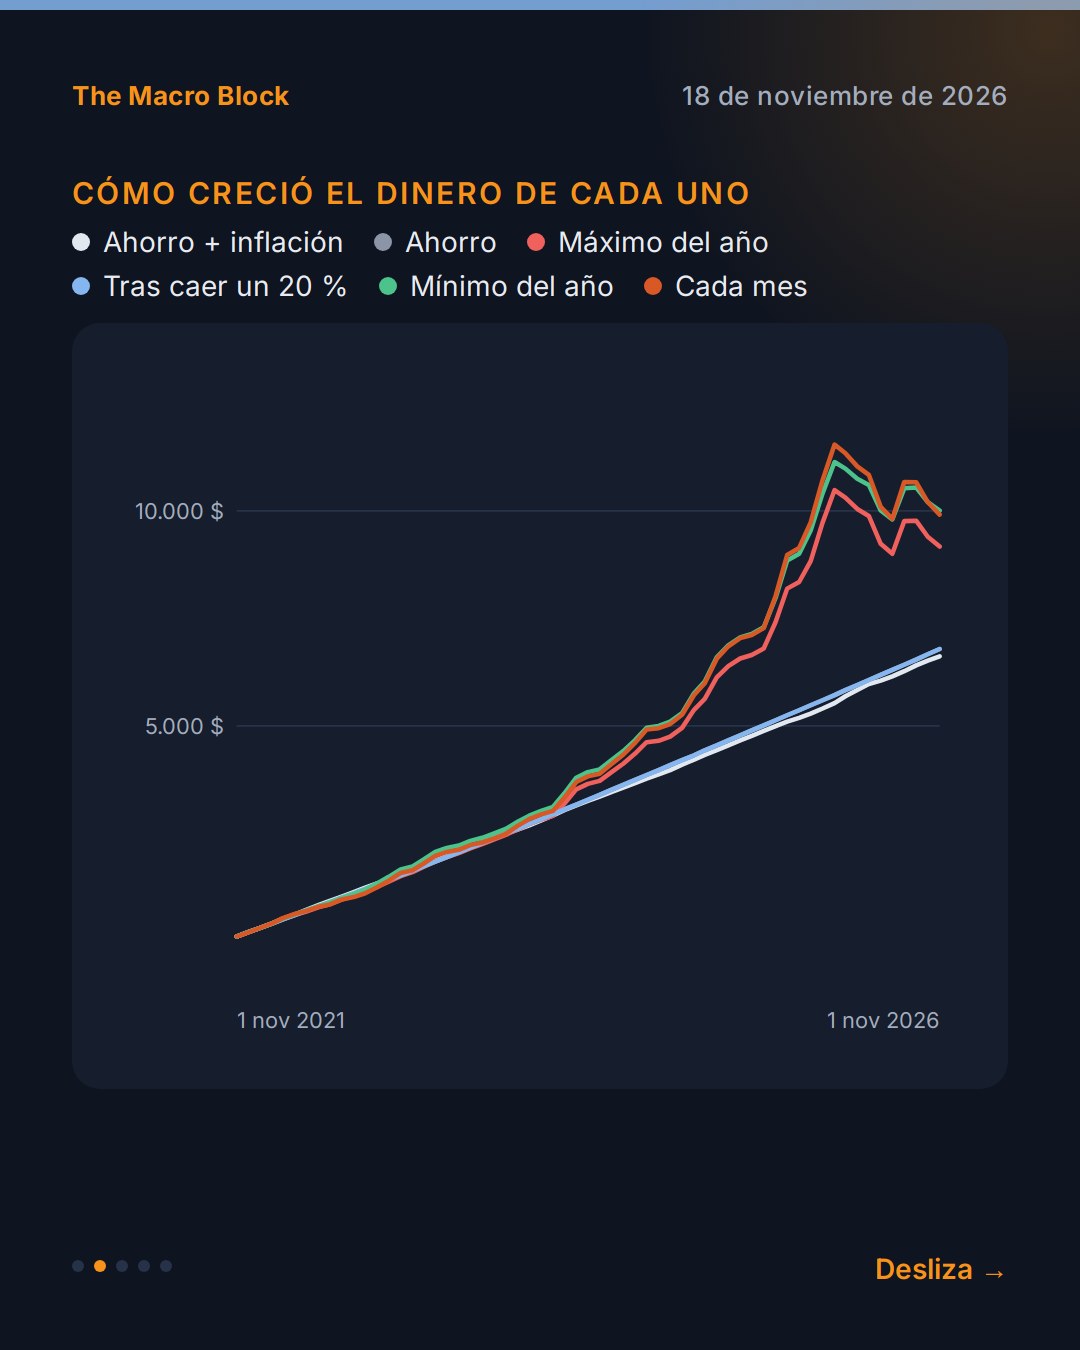 The Macro Block
18 de noviembre de 2026
CÓMO CRECIÓ EL DINERO DE CADA UNO
Ahorro + inflación Ahorro Máximo del año
Tras caer un 20 % Mínimo del año Cada mes
10.000 $
5.000 $
1 nov 2021 1 nov 2026
Desliza →